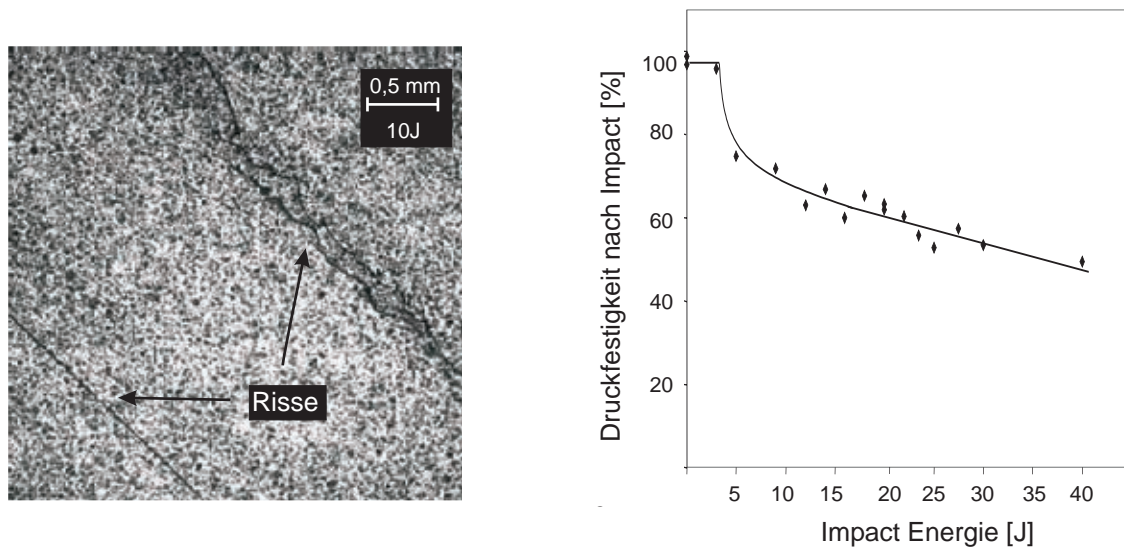 0,5 mm
10J
Risse
Druckfestigkeit nach Impact [%]
100
80
60
40
20
5 10 15 20 25 30 35 40
Impact Energie [J]